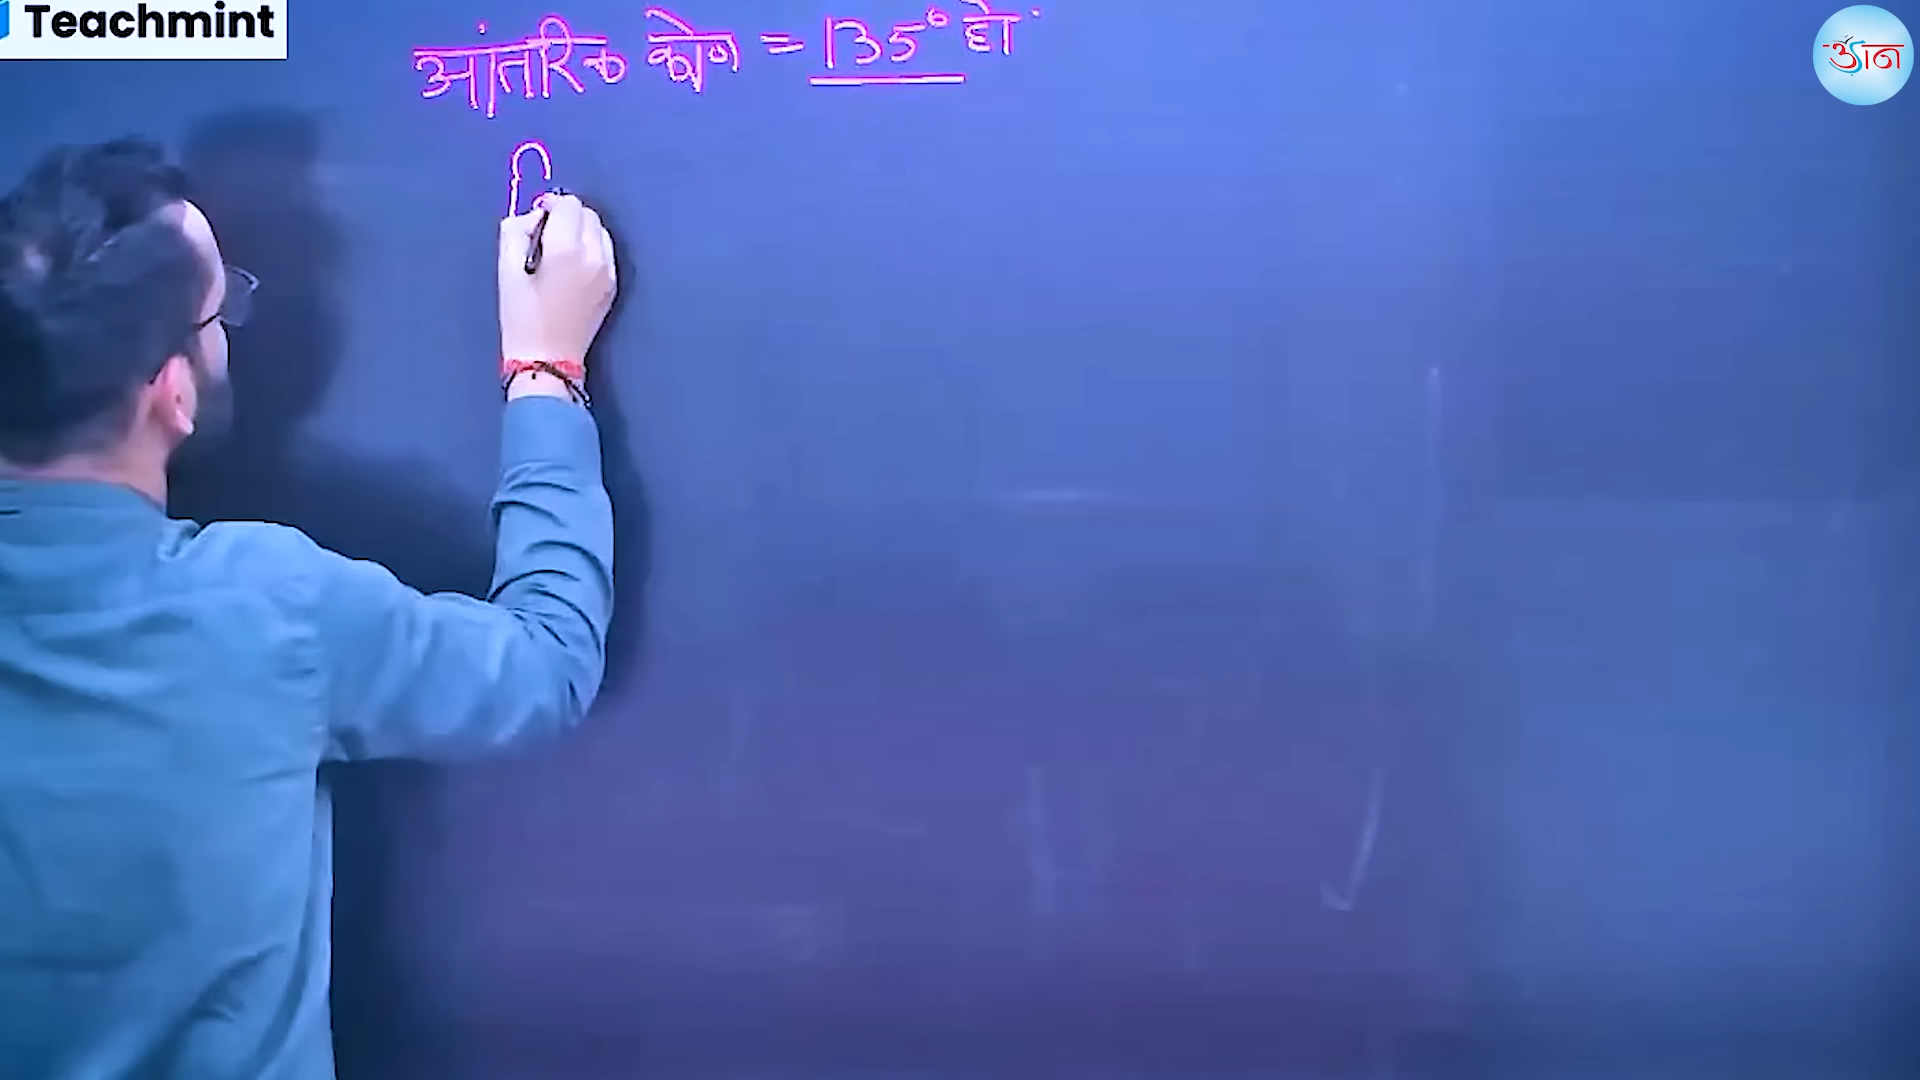 Teachmint
आंतरिक कोण = 135° हो
ज्ञान